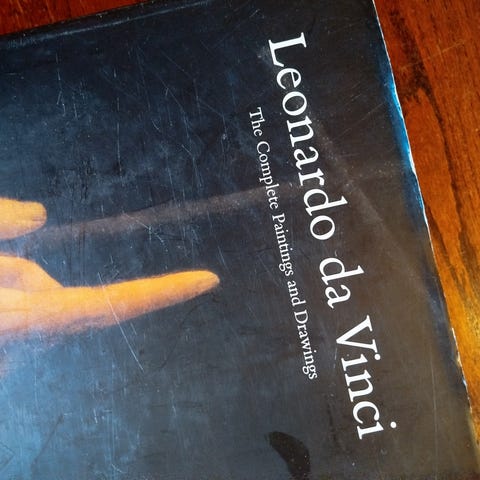 Leonardo da Vinci
The Complete Paintings and Drawings